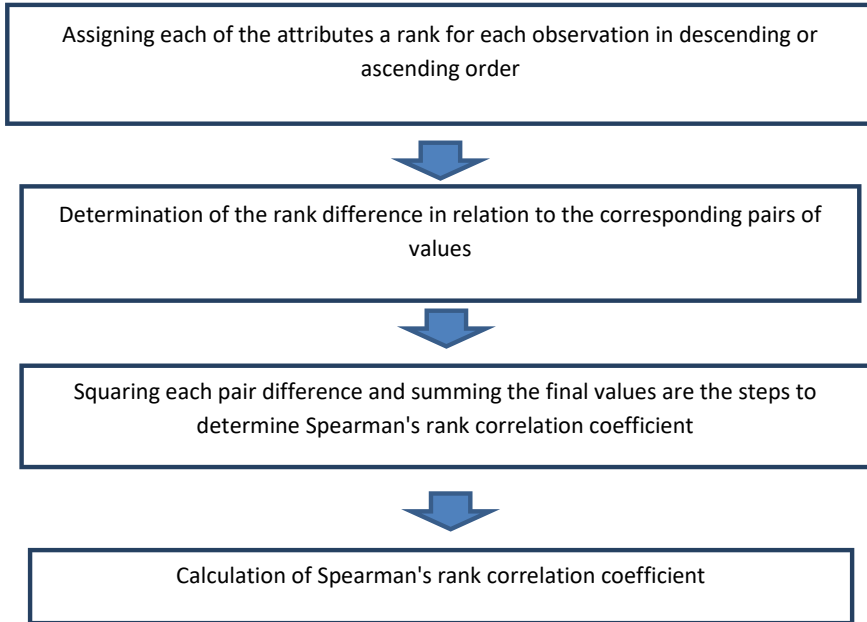 Assigning each of the attributes a rank for each observation in descending or
ascending order
Determination of the rank difference in relation to the corresponding pairs of
values
Squaring each pair difference and summing the final values are the steps to
determine Spearman's rank correlation coefficient
Calculation of Spearman's rank correlation coefficient